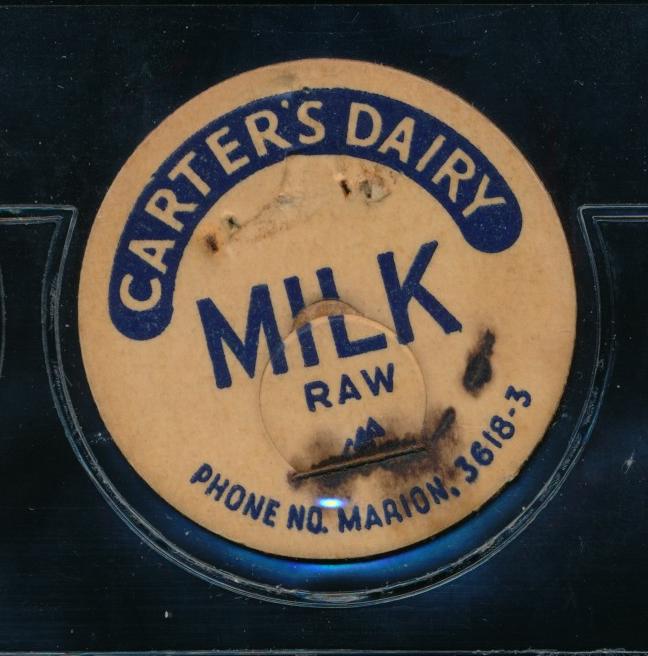 CARTER'S DAIRY
MILK
RAW
PHONE NO. MARION, 3618-3